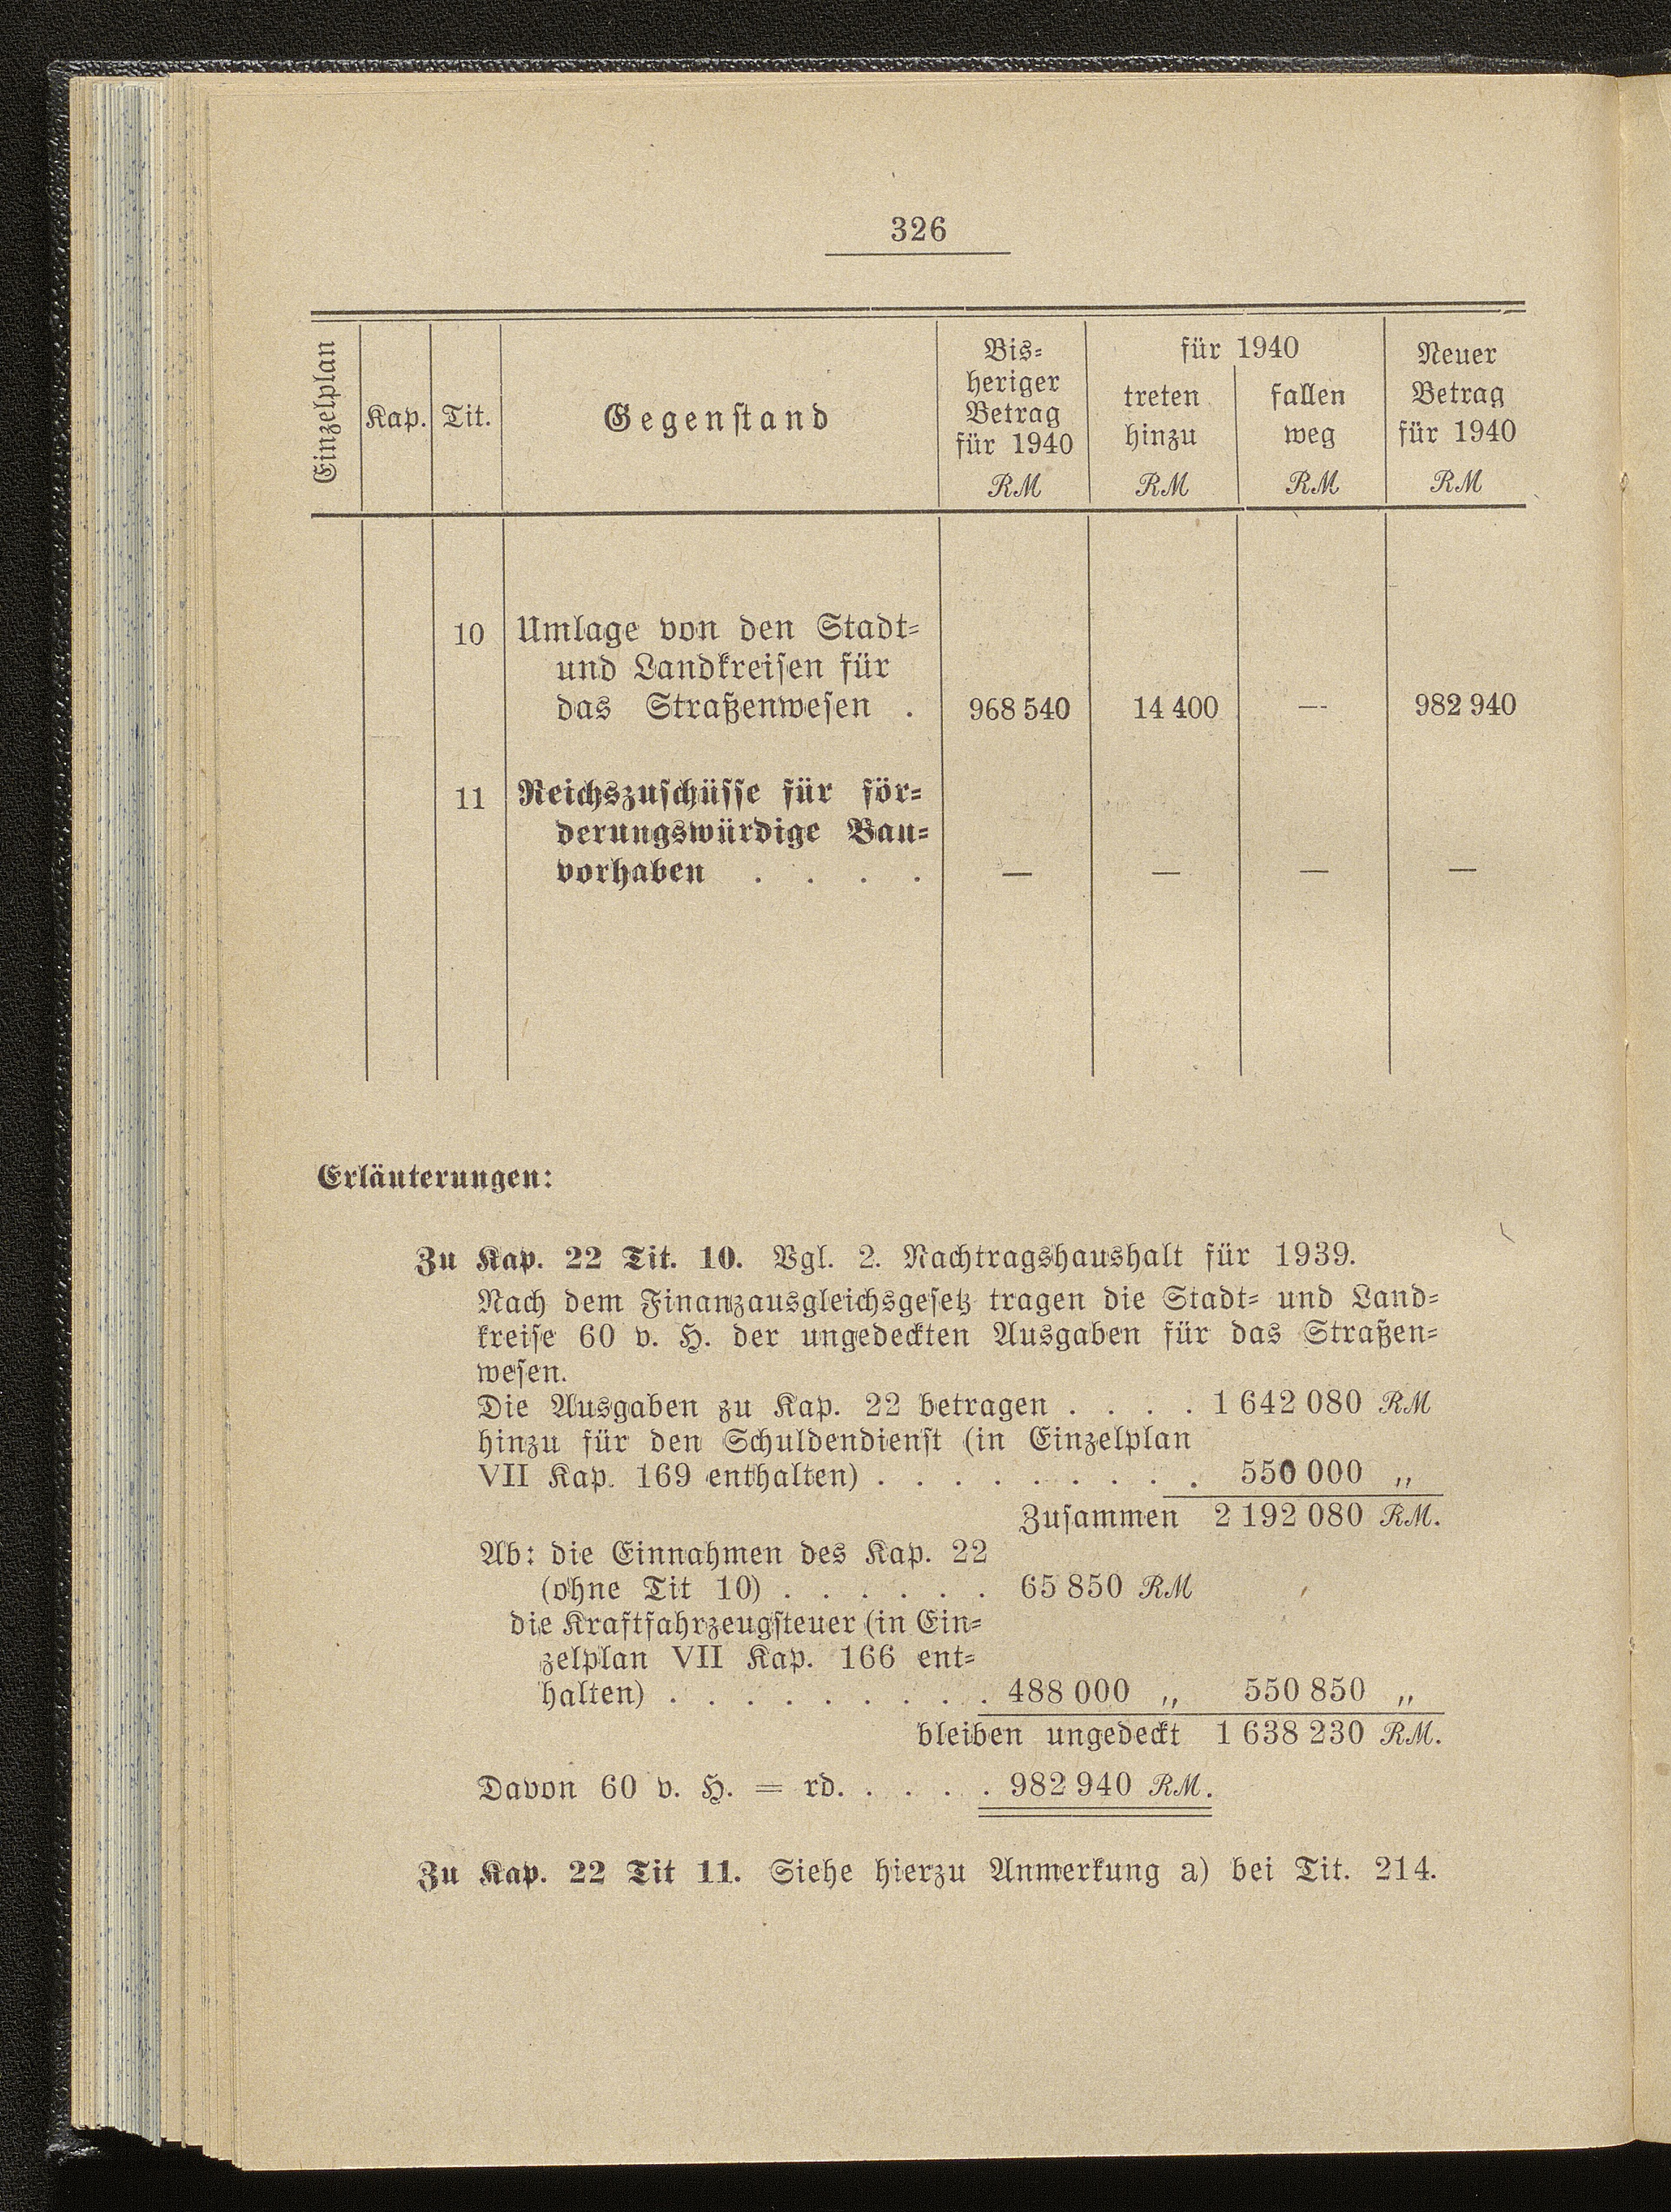 326
Einzelplan
Kap.
Tit.
Gegenstand
Bis-
heriger
Betrag
für 1940
RM
für 1940
treten
hinzu
RM
fallen
weg
RM
Neuer
Betrag
für 1940
RM
10 Umlage von den Stadt-
und Landkreisen für
das Straßenwesen . 968 540 14 400 — 982 940
11 Reichszuschüsse für för-
derungswürdige Bau-
vorhaben . . . . — — — —
Erläuterungen:
Zu Kap. 22 Tit. 10. Vgl. 2. Nachtragshaushalt für 1939.
Nach dem Finanzausgleichsgesetz tragen die Stadt- und Land-
kreise 60 v. H. der ungedeckten Ausgaben für das Straßen-
wesen.
Die Ausgaben zu Kap. 22 betragen . . . . 1 642 080 RM
hinzu für den Schuldendienst (in Einzelplan
VII Kap. 169 enthalten) . . . . . . . . . 550 000 „
Zusammen 2 192 080 RM.
Ab: die Einnahmen des Kap. 22
(ohne Tit 10) . . . . . . 65 850 RM
die Kraftfahrzeugsteuer (in Ein-
zelplan VII Kap. 166 ent-
halten) . . . . . . . . . 488 000 „ 550 850 „
bleiben ungedeckt 1 638 230 RM.
Davon 60 v. H. = rd. . . . . 982 940 RM.
Zu Kap. 22 Tit 11. Siehe hierzu Anmerkung a) bei Tit. 214.